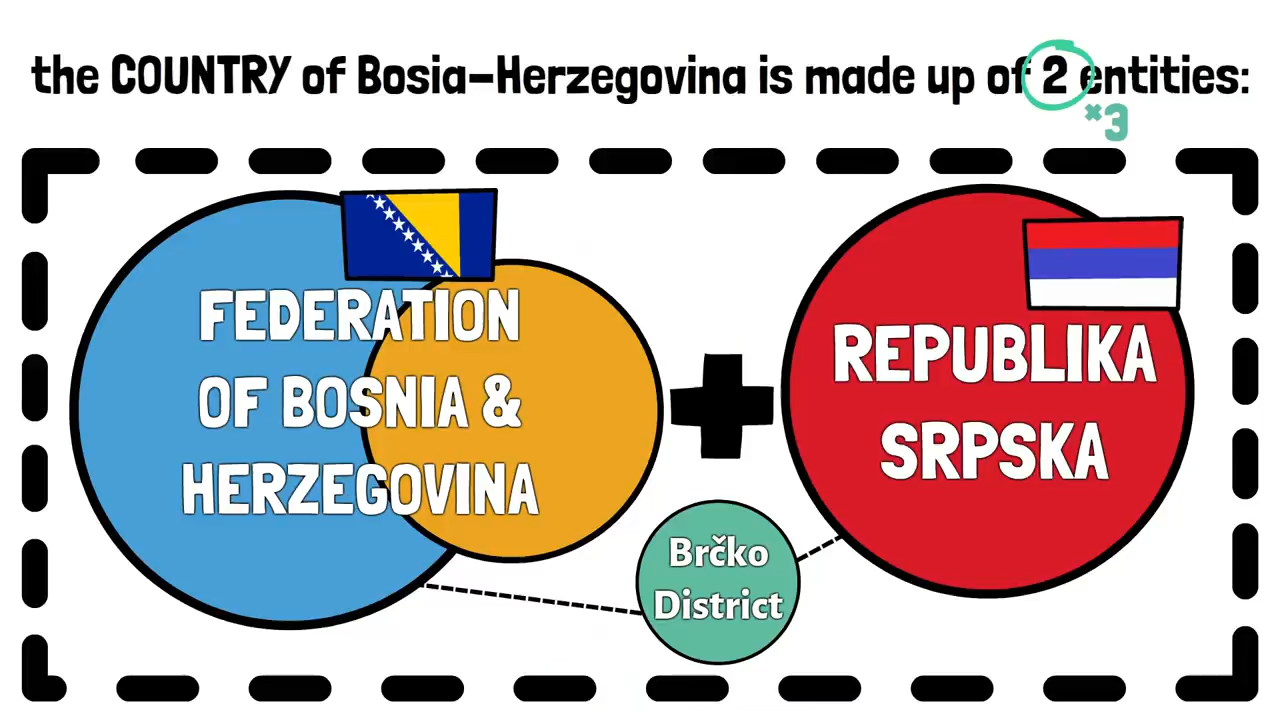 the COUNTRY of Bosia-Herzegovina is made up of 2 entities:
*3
FEDERATION
OF BOSNIA &
HERZEGOVINA
REPUBLIKA
SRPSKA
Brčko
District